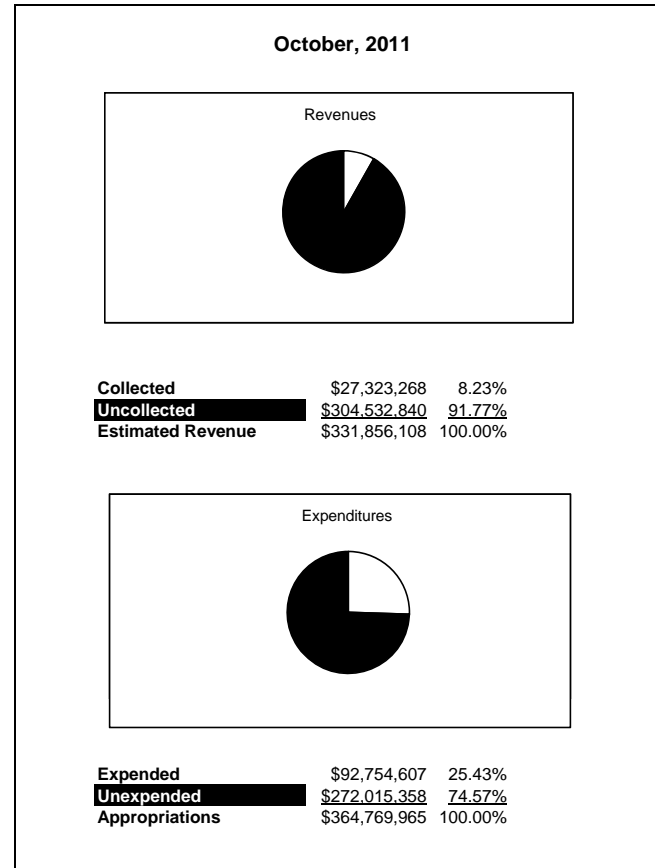 October, 2011
Revenues
Collected $27,323,268 8.23%
Uncollected $304,532,840 91.77%
Estimated Revenue $331,856,108 100.00%
Expenditures
Expended $92,754,607 25.43%
Unexpended $272,015,358 74.57%
Appropriations $364,769,965 100.00%